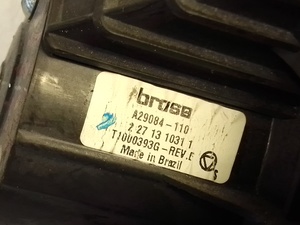 brose
A29084-110
2 27 13 1031 1
T1000393G-REV.E
Made in Brazil